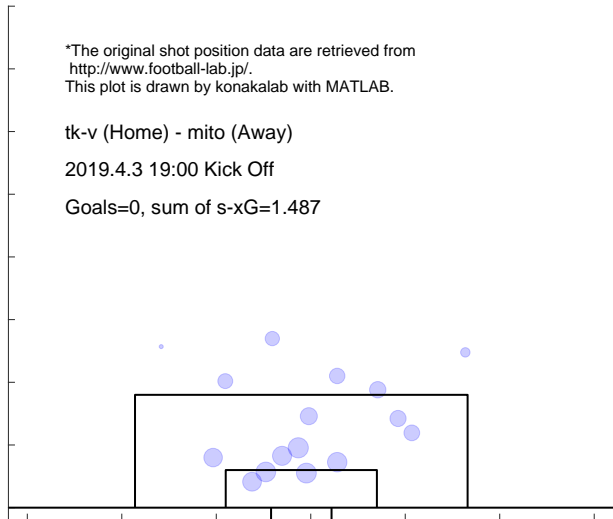 *The original shot position data are retrieved from
http://www.football-lab.jp/.
This plot is drawn by konakalab with MATLAB.
tk-v (Home) - mito (Away)
2019.4.3 19:00 Kick Off
Goals=0, sum of s-xG=1.487